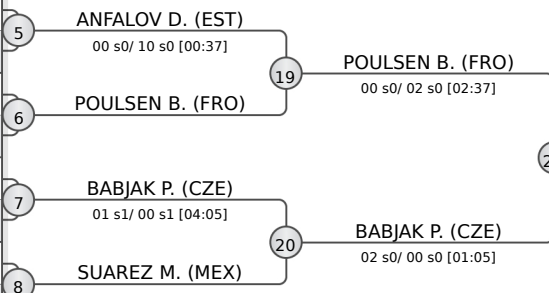 5
ANFALOV D. (EST)
00 s0/ 10 s0 [00:37]
6
POULSEN B. (FRO)
19
POULSEN B. (FRO)
00 s0/ 02 s0 [02:37]
7
BABJAK P. (CZE)
01 s1/ 00 s1 [04:05]
8
SUAREZ M. (MEX)
20
BABJAK P. (CZE)
02 s0/ 00 s0 [01:05]